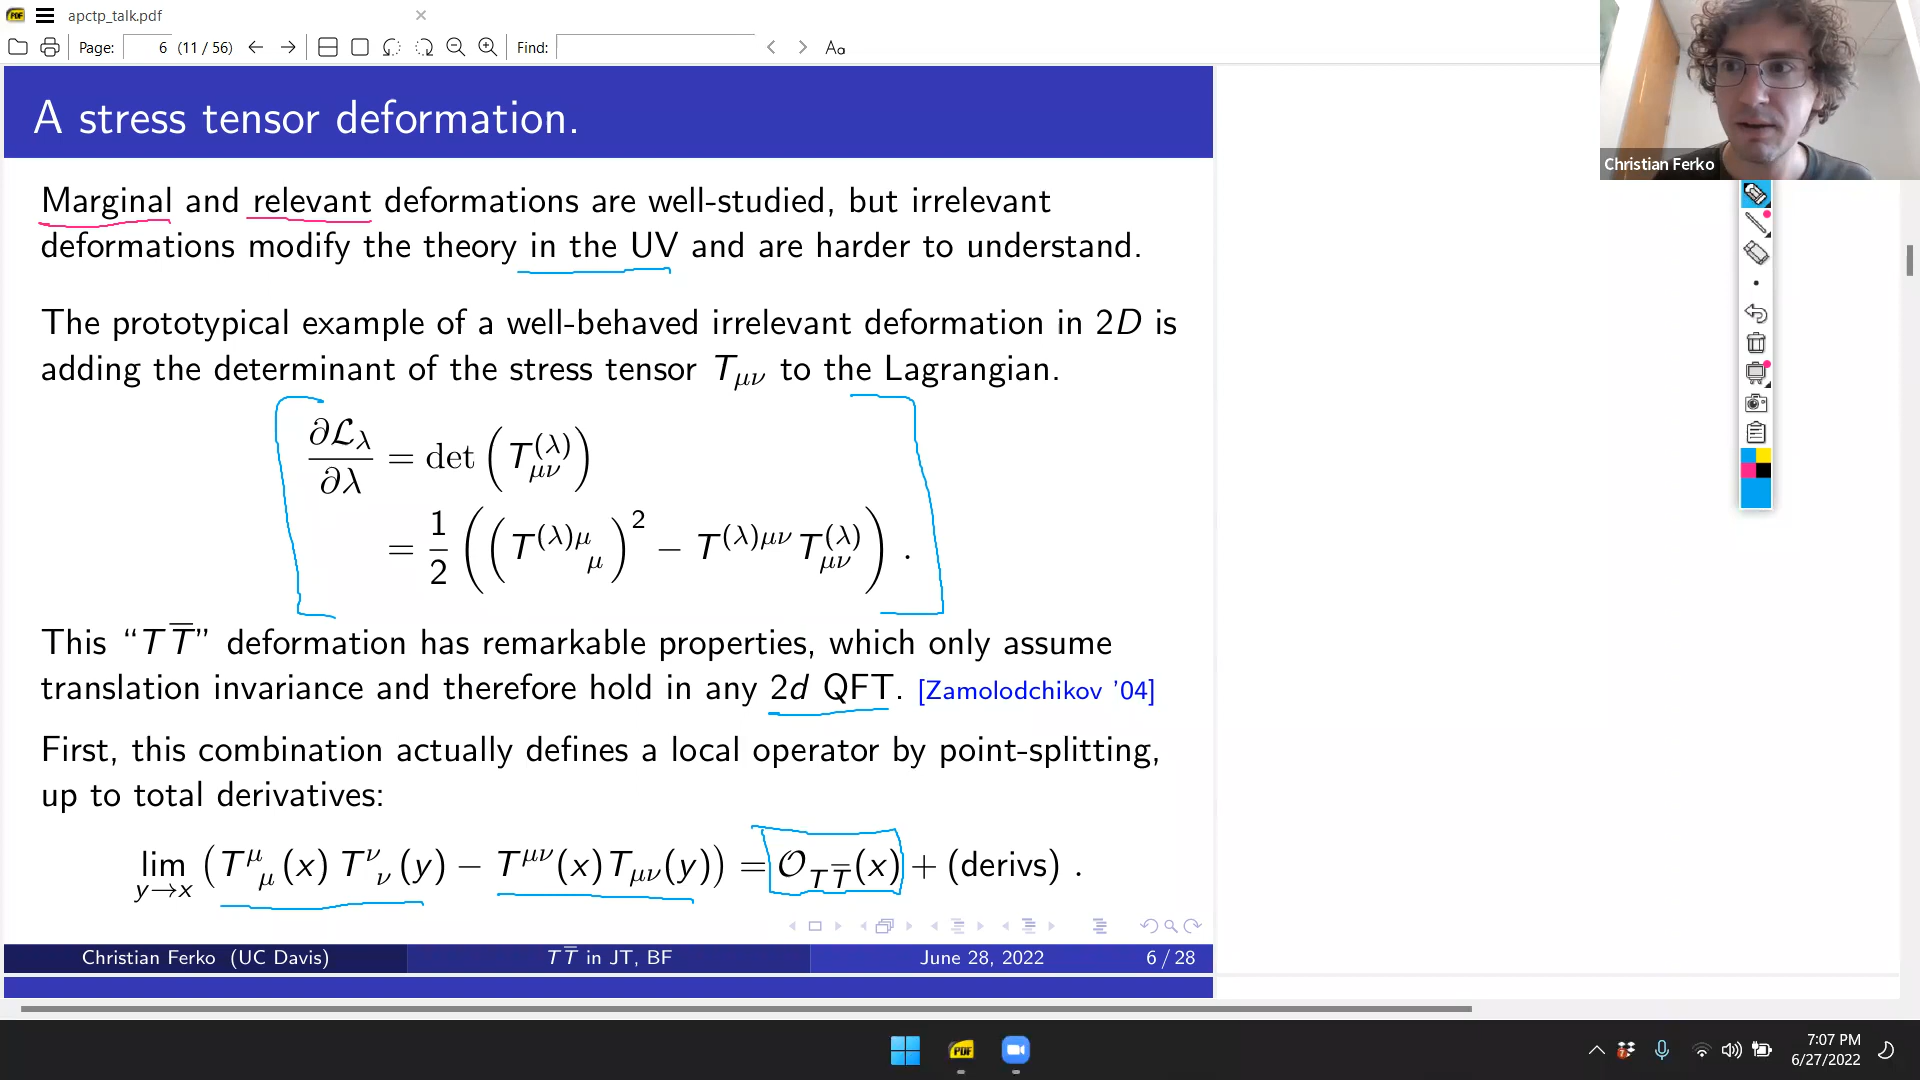 apctp_talk.pdf
Page: 6 (11 / 56) Find: Aa
Christian Ferko
A stress tensor deformation.
Marginal and relevant deformations are well-studied, but irrelevant
deformations modify the theory in the UV and are harder to understand.
The prototypical example of a well-behaved irrelevant deformation in 2D is
adding the determinant of the stress tensor T_{μν} to the Lagrangian.
∂ℒ_λ/∂λ = det (T^{(λ)}_{μν})
= 1/2 ((T^{(λ)μ}_μ)^2 − T^{(λ)μν} T^{(λ)}_{μν}) .
This “TT̅” deformation has remarkable properties, which only assume
translation invariance and therefore hold in any 2d QFT. [Zamolodchikov ’04]
First, this combination actually defines a local operator by point-splitting,
up to total derivatives:
lim_{y→x} (T^μ_μ(x) T^ν_ν(y) − T^{μν}(x) T_{μν}(y)) = 𝒪_{TT̅}(x) + (derivs) .
Christian Ferko (UC Davis) TT̅ in JT, BF June 28, 2022 6 / 28
PDF
7:07 PM
6/27/2022